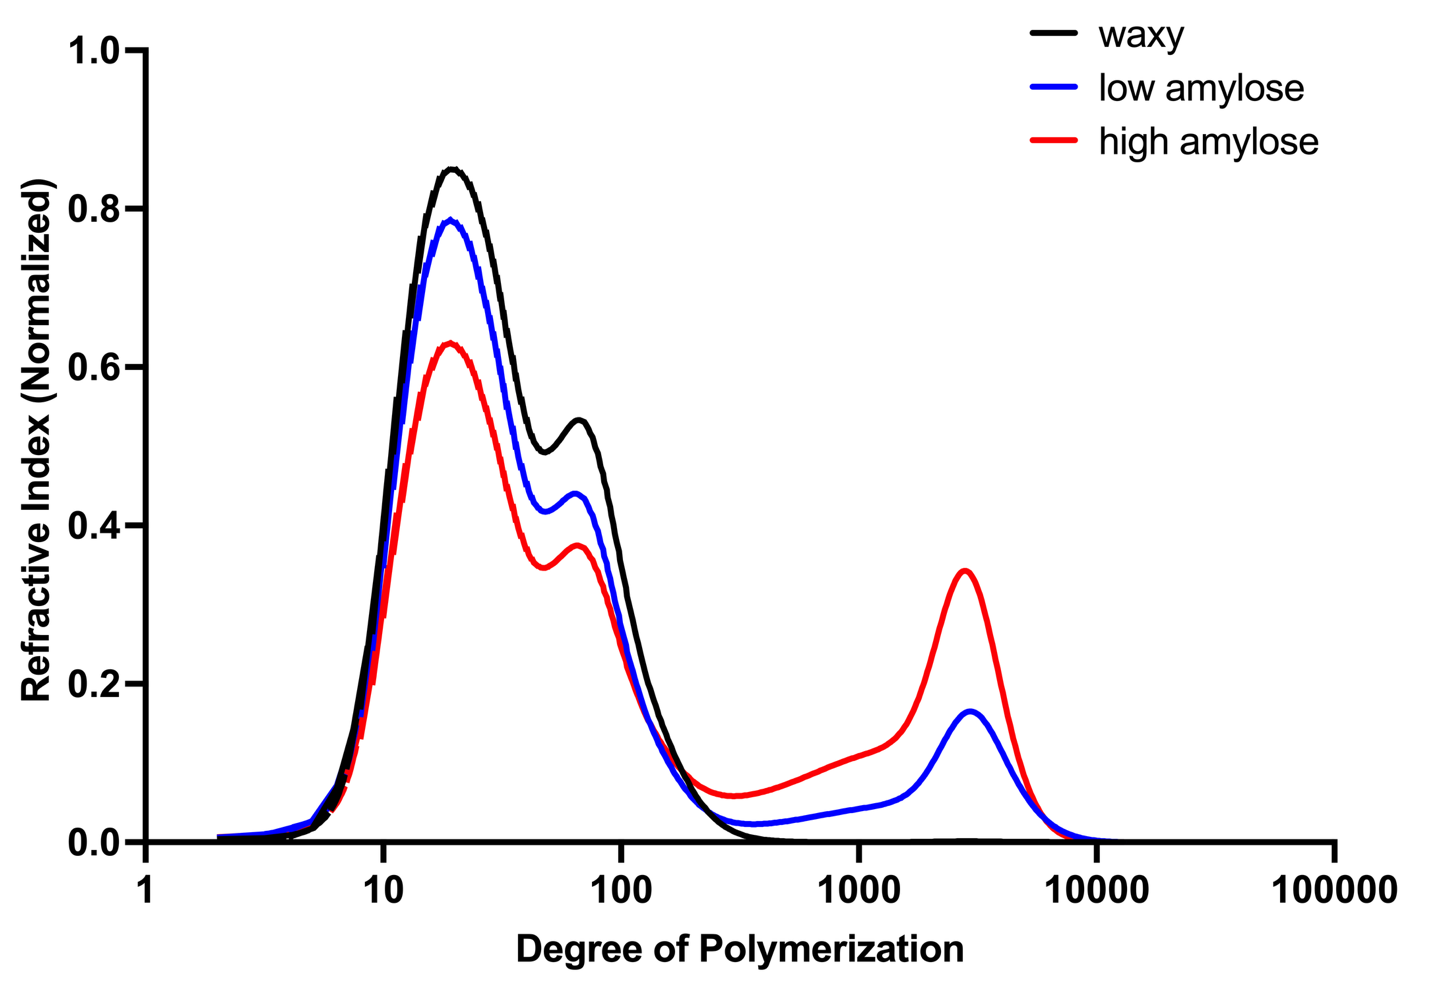 waxy
low amylose
high amylose
Refractive Index (Normalized)
1.0
0.8
0.6
0.4
0.2
0.0
1 10 100 1000 10000 100000
Degree of Polymerization